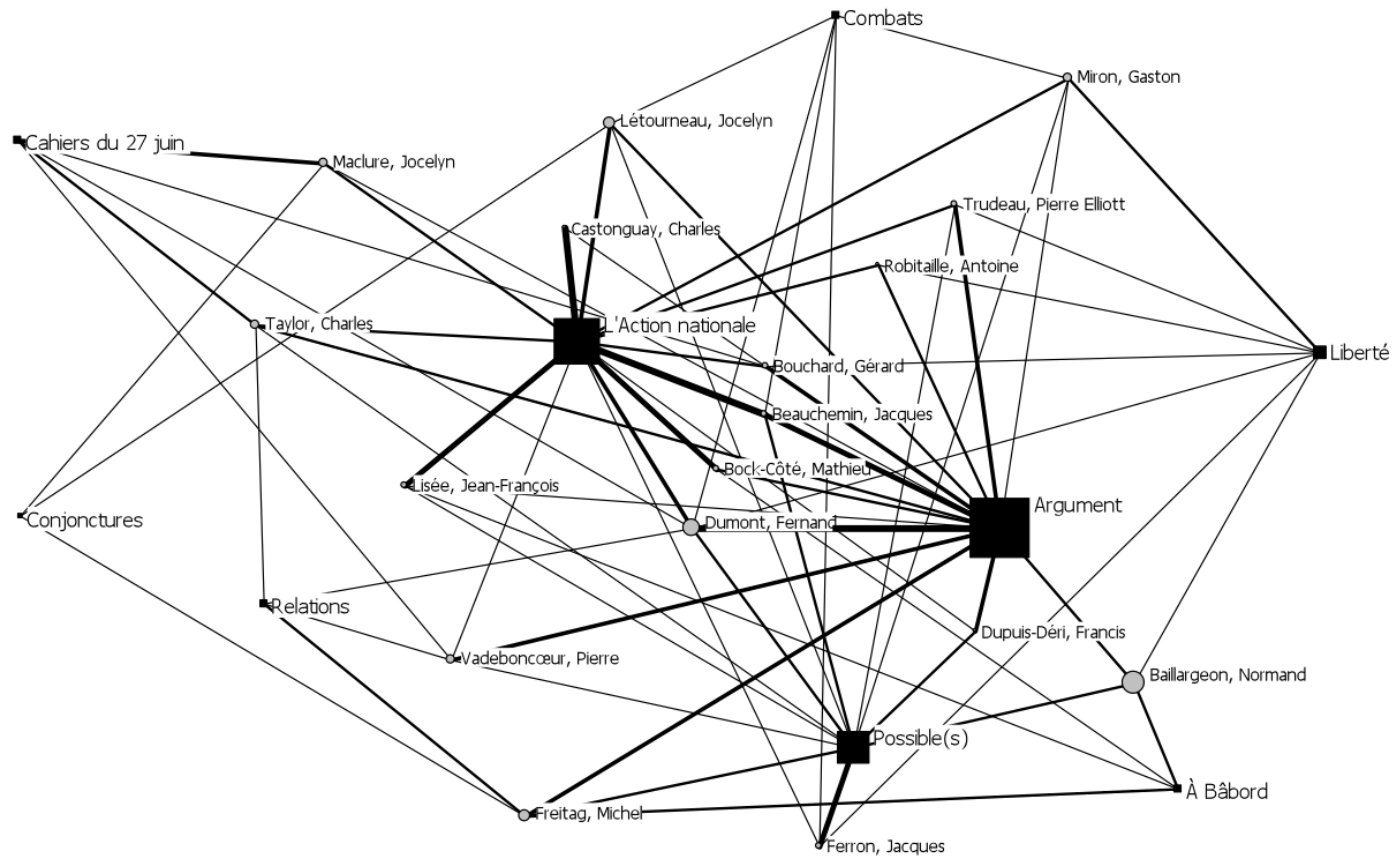 Combats
Miron, Gaston
Létourneau, Jocelyn
Cahiers du 27 juin
Maclure, Jocelyn
Trudeau, Pierre Elliott
Castonguay, Charles
Robitaille, Antoine
Taylor, Charles
L'Action nationale
Liberté
Bouchard, Gérard
Beauchemin, Jacques
Bock-Côté, Mathieu
Lisée, Jean-François
Argument
Conjonctures
Dumont, Fernand
Relations
Dupuis-Déri, Francis
Vadeboncœur, Pierre
Baillargeon, Normand
Possible(s)
À Bâbord
Freitag, Michel
Ferron, Jacques